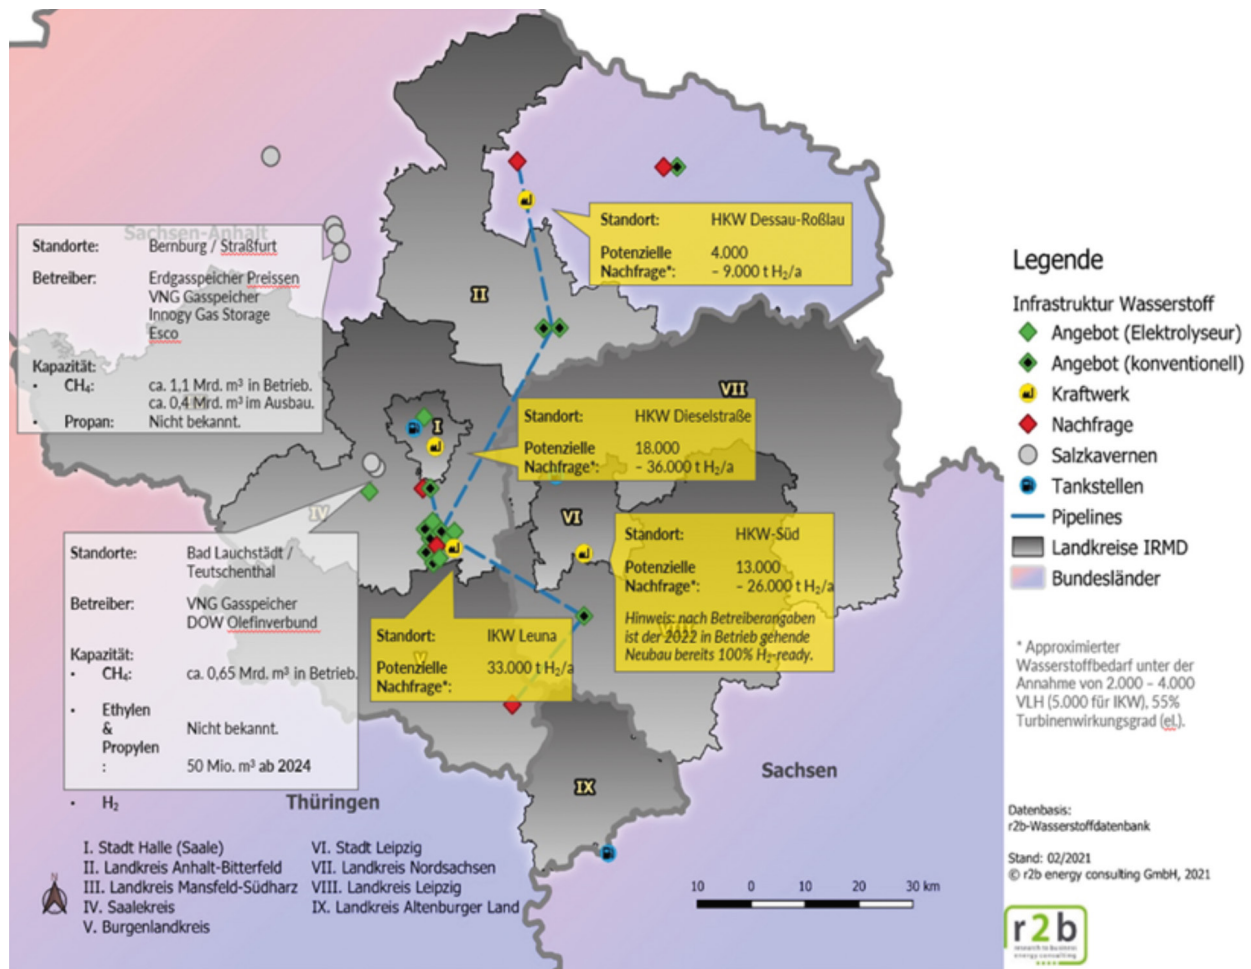 Sachsen-Anhalt
Standorte: Bernburg / Straßfurt
Betreiber: Erdgasspeicher Preissen
VNG Gasspeicher
Innogy Gas Storage
Esco
Kapazität:
• CH₄: ca. 1,1 Mrd. m³ in Betrieb.
ca. 0,4 Mrd. m³ im Ausbau.
• Propan: Nicht bekannt.
Standort: HKW Dessau-Roßlau
Potenzielle 4.000
Nachfrage*: – 9.000 t H₂/a
II
VII
Standort: HKW Dieselstraße
Potenzielle 18.000
Nachfrage*: – 36.000 t H₂/a
I
IV
VI
Standort: HKW-Süd
Potenzielle 13.000
Nachfrage*: – 26.000 t H₂/a
Hinweis: nach Betreiberangaben
ist der 2022 in Betrieb gehende
Neubau bereits 100% H₂-ready.
VIII
Standorte: Bad Lauchstädt /
Teutschenthal
Betreiber: VNG Gasspeicher
DOW Olefinverbund
Kapazität:
• CH₄: ca. 0,65 Mrd. m³ in Betrieb.
• Ethylen
& Nicht bekannt.
Propylen
: 50 Mio. m³ ab 2024
• H₂
Standort: IKW Leuna
Potenzielle 33.000 t H₂/a
Nachfrage*:
V
IX
Sachsen
Thüringen
I. Stadt Halle (Saale)
II. Landkreis Anhalt-Bitterfeld
III. Landkreis Mansfeld-Südharz
IV. Saalekreis
V. Burgenlandkreis
VI. Stadt Leipzig
VII. Landkreis Nordsachsen
VIII. Landkreis Leipzig
IX. Landkreis Altenburger Land
N
10 0 10 20 30 km
Legende
Infrastruktur Wasserstoff
Angebot (Elektrolyseur)
Angebot (konventionell)
Kraftwerk
Nachfrage
Salzkavernen
Tankstellen
Pipelines
Landkreise IRMD
Bundesländer
* Approximierter
Wasserstoffbedarf unter der
Annahme von 2.000 – 4.000
VLH (5.000 für IKW), 55%
Turbinenwirkungsgrad (el.).
Datenbasis:
r2b-Wasserstoffdatenbank
Stand: 02/2021
© r2b energy consulting GmbH, 2021
r2b
research to business
energy consulting